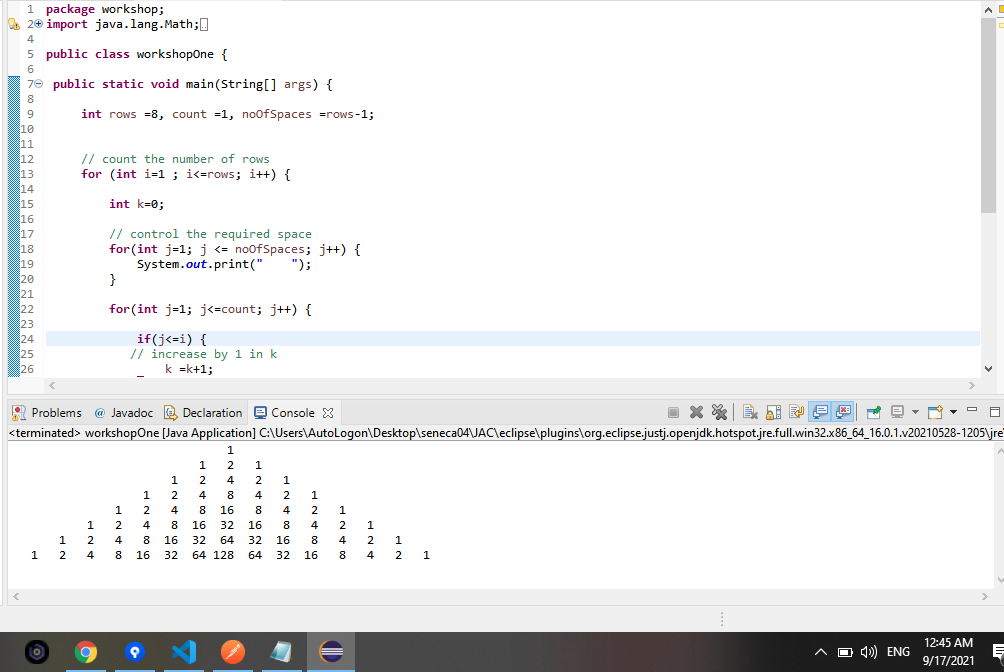 1 package workshop;
2 import java.lang.Math;
4
5 public class workshopOne {
6
7 public static void main(String[] args) {
8
9 int rows =8, count =1, noOfSpaces =rows-1;
10
11
12 // count the number of rows
13 for (int i=1 ; i<=rows; i++) {
14
15 int k=0;
16
17 // control the required space
18 for(int j=1; j <= noOfSpaces; j++) {
19 System.out.print("    ");
20 }
21
22 for(int j=1; j<=count; j++) {
23
24 if(j<=i) {
25 // increase by 1 in k
26 k =k+1;
Problems @ Javadoc Declaration Console
<terminated> workshopOne [Java Application] C:\Users\AutoLogon\Desktop\seneca04\JAC\eclipse\plugins\org.eclipse.justj.openjdk.hotspot.jre.full.win32.x86_64_16.0.1.v20210528-1205\jre\
1
1 2 1
1 2 4 2 1
1 2 4 8 4 2 1
1 2 4 8 16 8 4 2 1
1 2 4 8 16 32 16 8 4 2 1
1 2 4 8 16 32 64 32 16 8 4 2 1
1 2 4 8 16 32 64 128 64 32 16 8 4 2 1
ENG
12:45 AM
9/17/2021